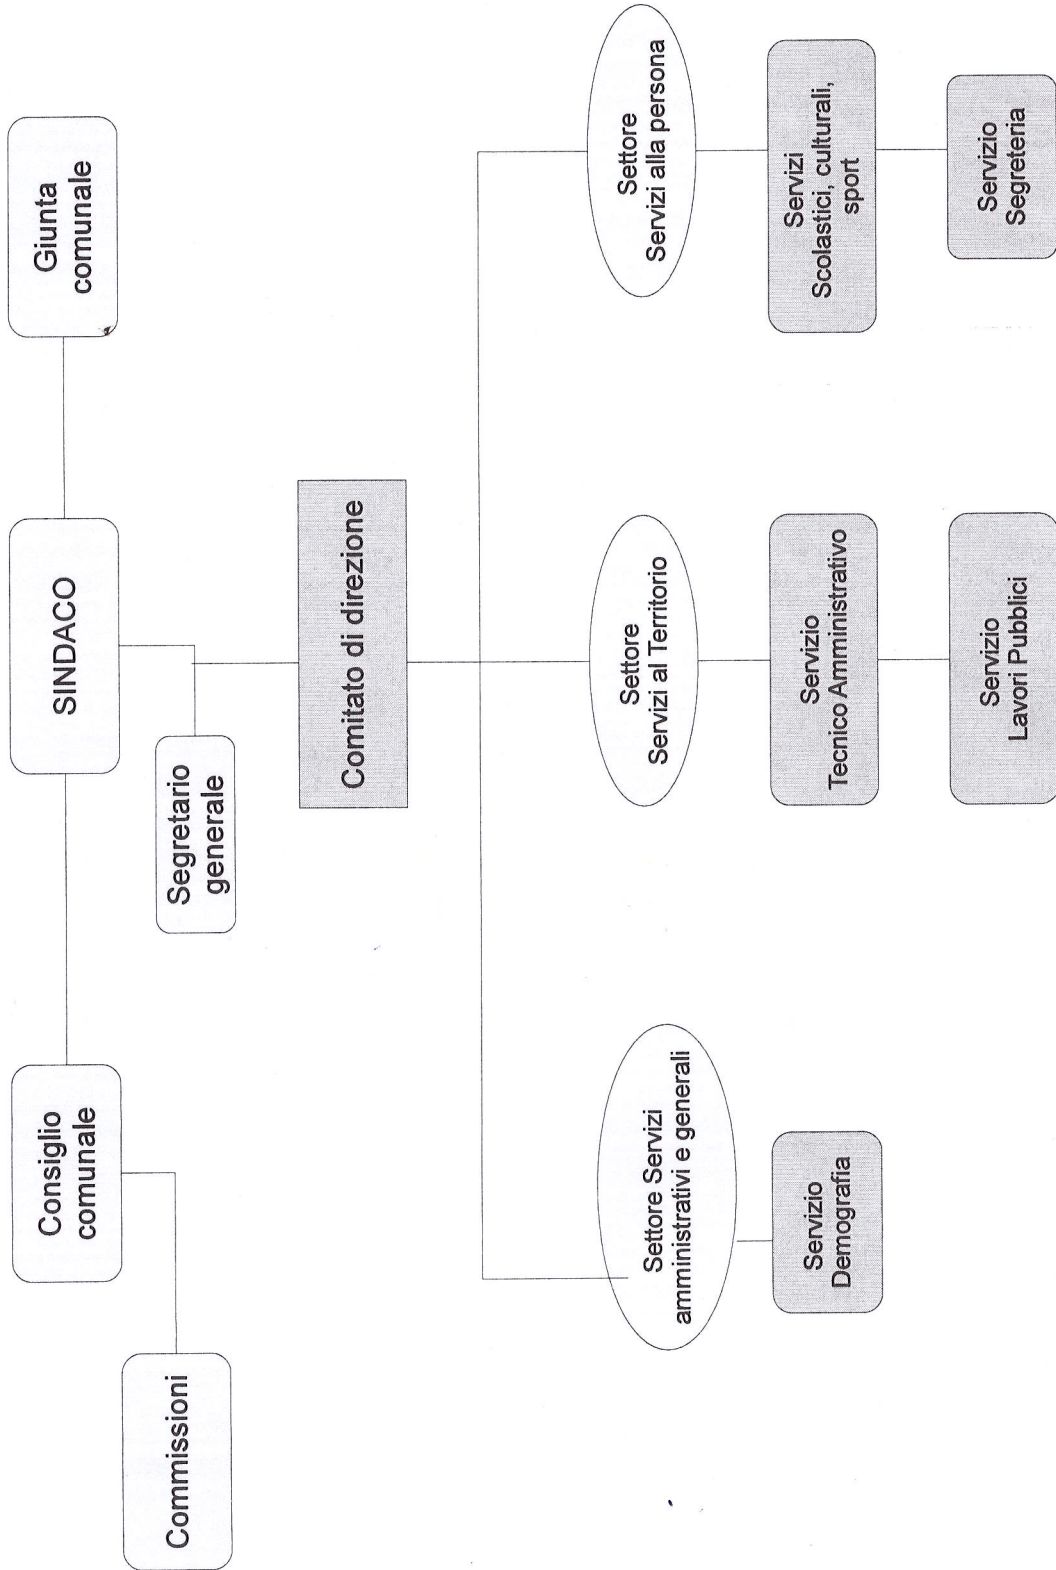 Commissioni
Consiglio
comunale
SINDACO
Giunta
comunale
Segretario
generale
Comitato di direzione
Settore Servizi
amministrativi e generali
Settore
Servizi al Territorio
Settore
Servizi alla persona
Servizio
Demografia
Servizio
Tecnico Amministrativo
Servizi
Scolastici, culturali,
sport
Servizio
Lavori Pubblici
Servizio
Segreteria